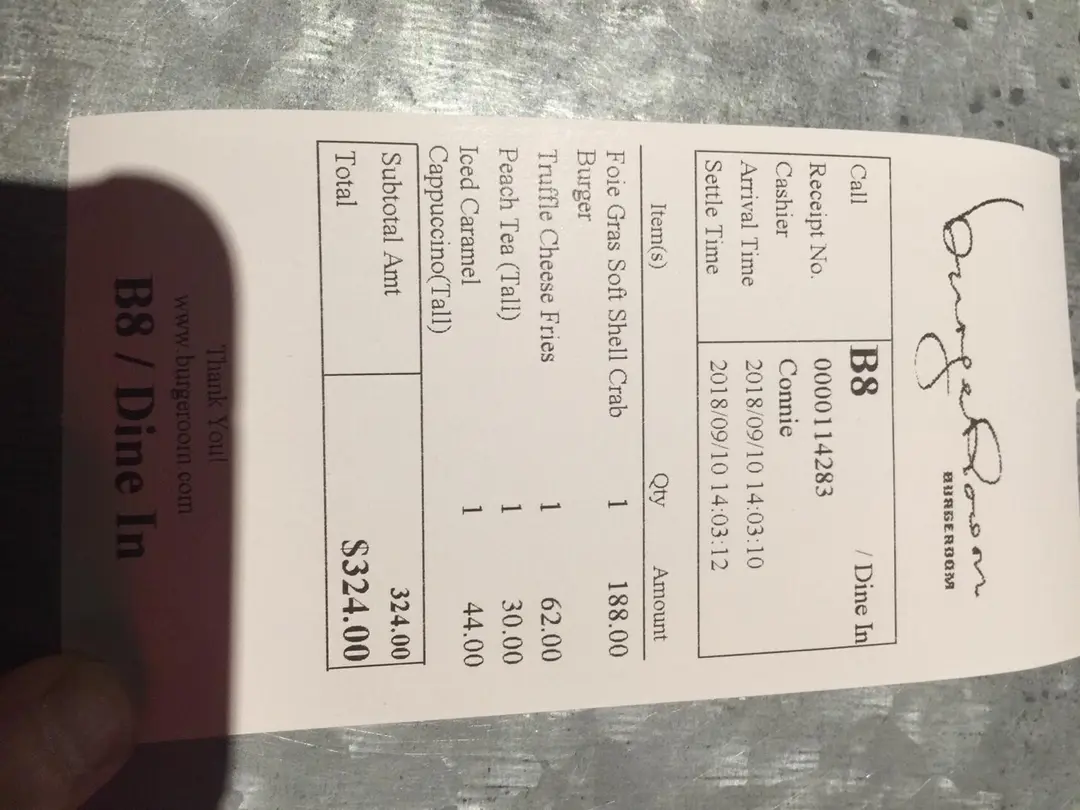 burgeRoom
BURGEROOM
Call B8 / Dine In
Receipt No. 0000114283
Cashier Connie
Arrival Time 2018/09/10 14:03:10
Settle Time 2018/09/10 14:03:12
Item(s) Qty Amount
Foie Gras Soft Shell Crab 1 188.00
Burger
Truffle Cheese Fries 1 62.00
Peach Tea (Tall) 1 30.00
Iced Caramel 1 44.00
Cappuccino(Tall)
Subtotal Amt 324.00
Total $324.00
Thank You!
www.burgeroom.com
B8 / Dine In